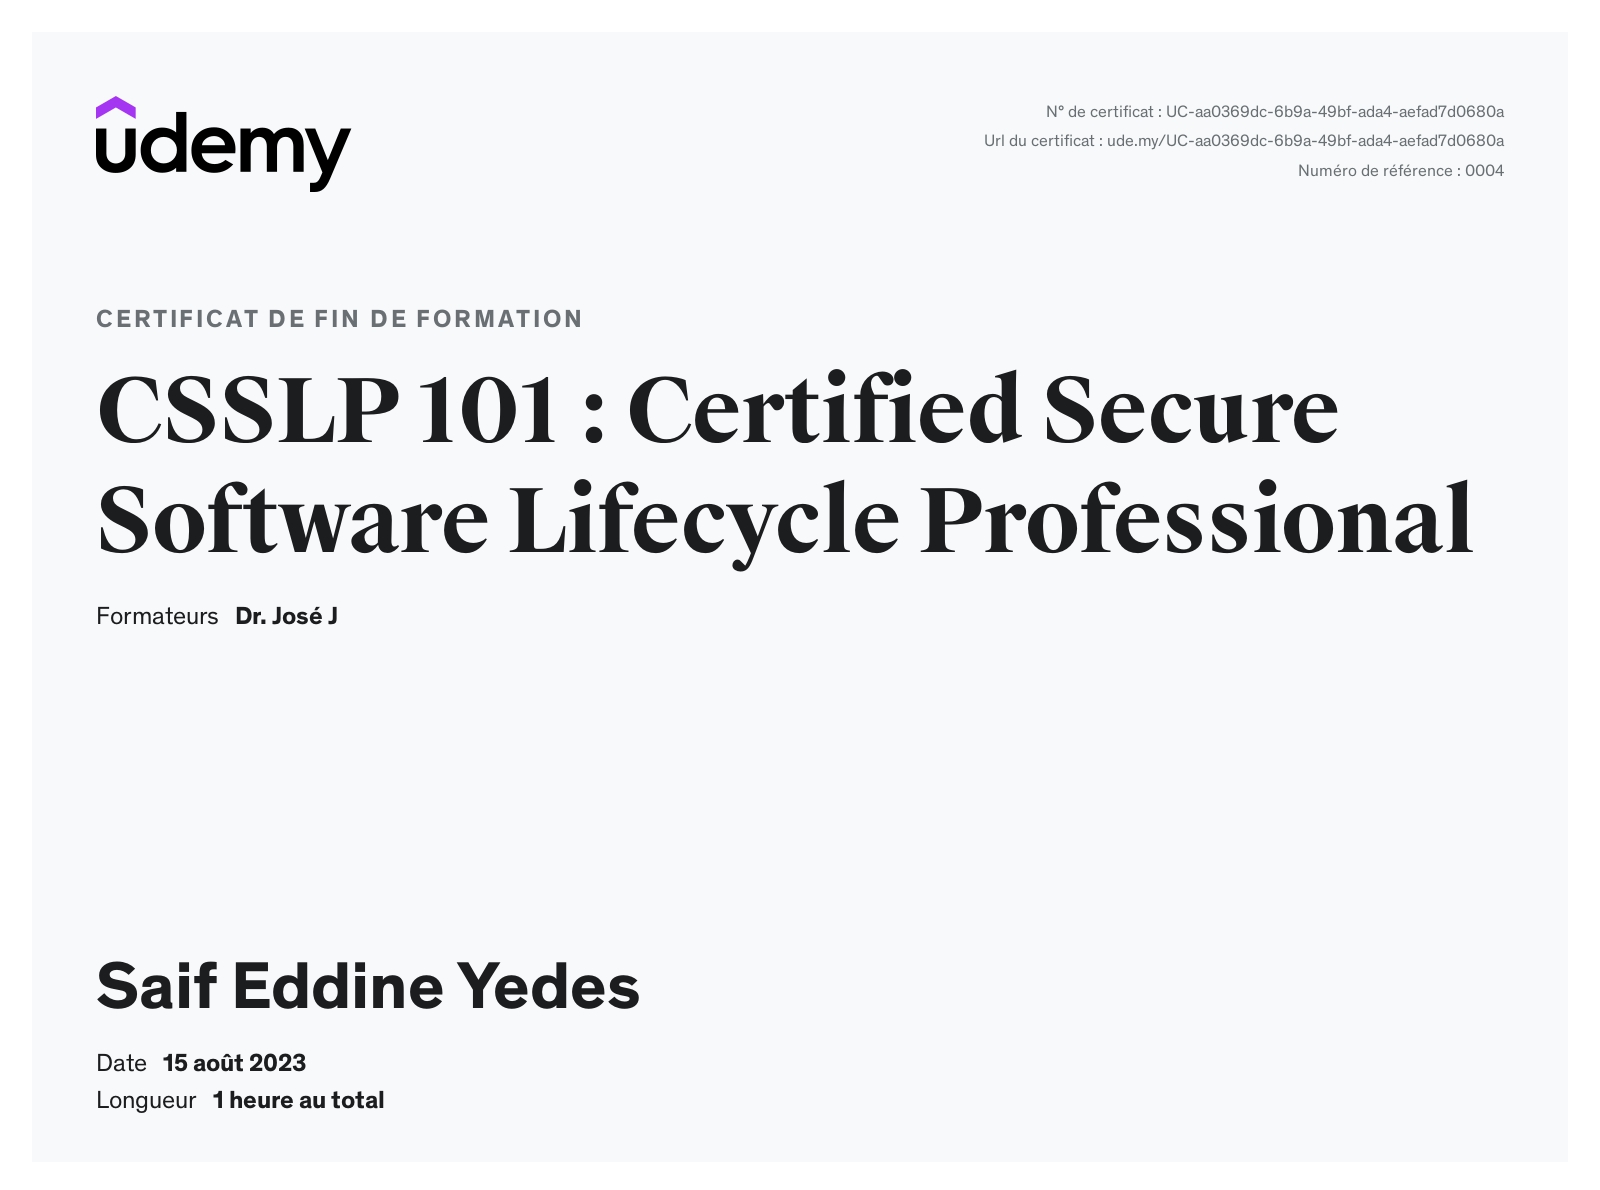 udemy
N° de certificat : UC-aa0369dc-6b9a-49bf-ada4-aefad7d0680a
Url du certificat : ude.my/UC-aa0369dc-6b9a-49bf-ada4-aefad7d0680a
Numéro de référence : 0004
CERTIFICAT DE FIN DE FORMATION
CSSLP 101 : Certified Secure
Software Lifecycle Professional
Formateurs Dr. José J
Saif Eddine Yedes
Date 15 août 2023
Longueur 1 heure au total